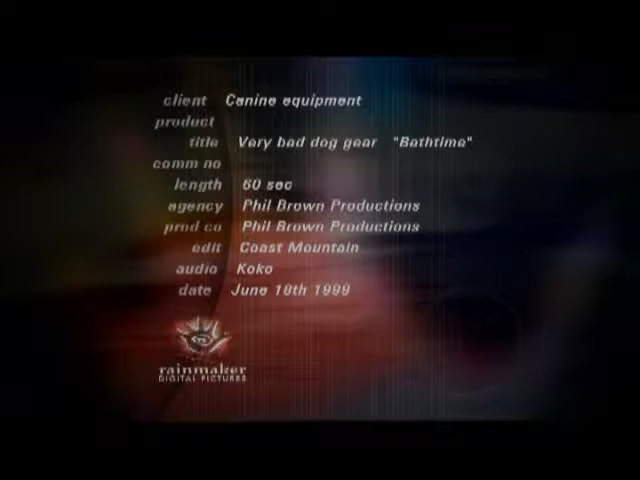 client Canine equipment
product
title Very bad dog gear "Bathtime"
comm no
length 60 sec
agency Phil Brown Productions
prod co Phil Brown Productions
edit Coast Mountain
audio Koko
date June 18th 1999
rainmaker
DIGITAL PICTURES